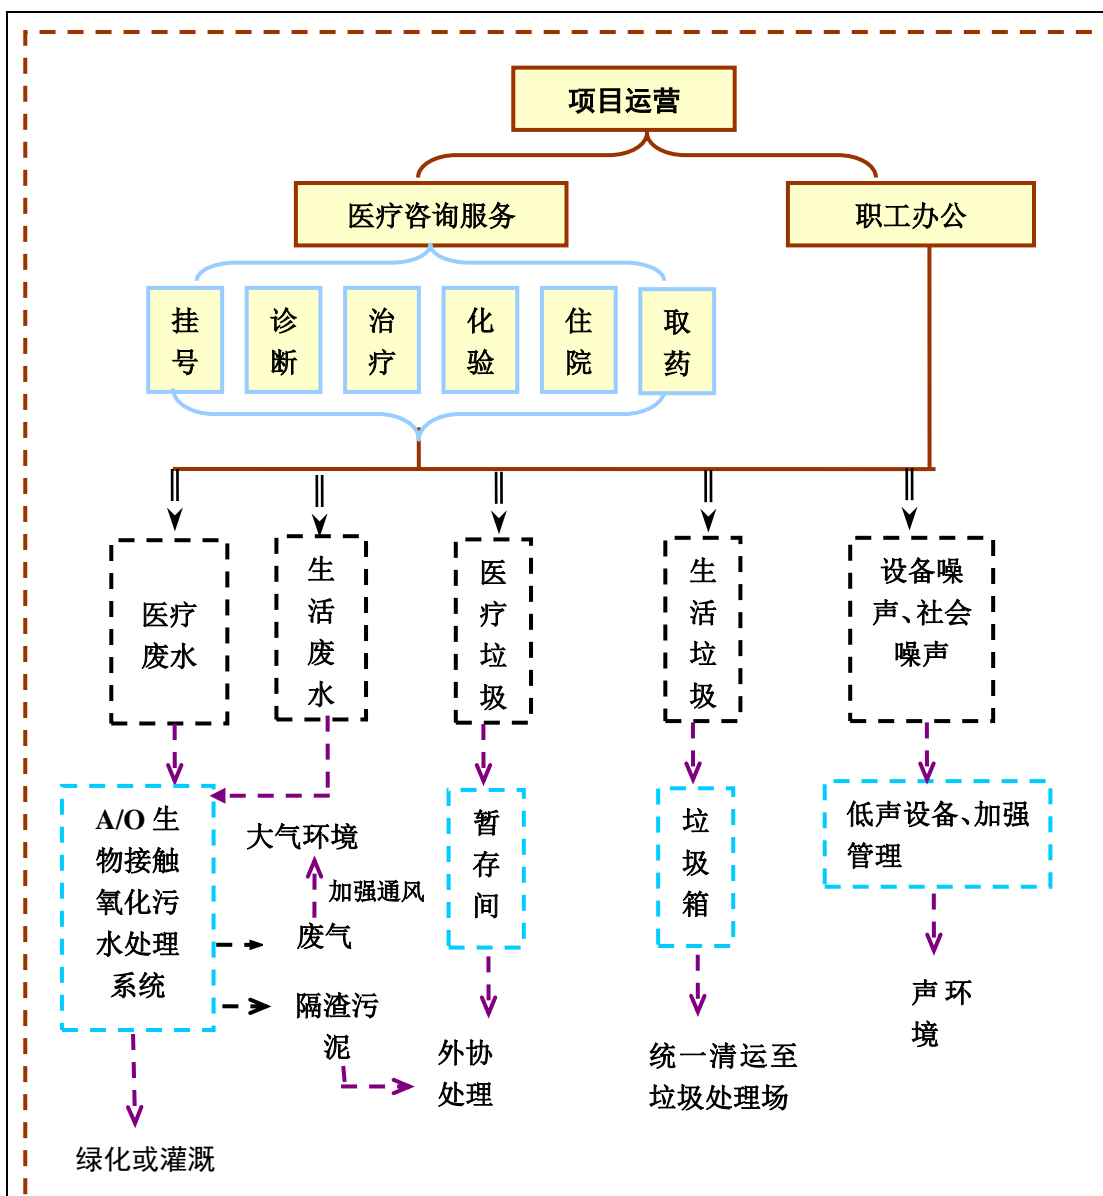 项目运营
医疗咨询服务
职工办公
挂
号
诊
断
治
疗
化
验
住
院
取
药
医疗
废水
生
活
废
水
医
疗
垃
圾
生
活
垃
圾
设备噪
声、社会
噪声
A/O 生
物接触
氧化污
水处理
系统
大气环境
加强通风
废气
隔渣污
泥
暂
存
间
垃
圾
箱
低声设备、加强
管理
外协
处理
统一清运至
垃圾处理场
声 环
境
绿化或灌溉